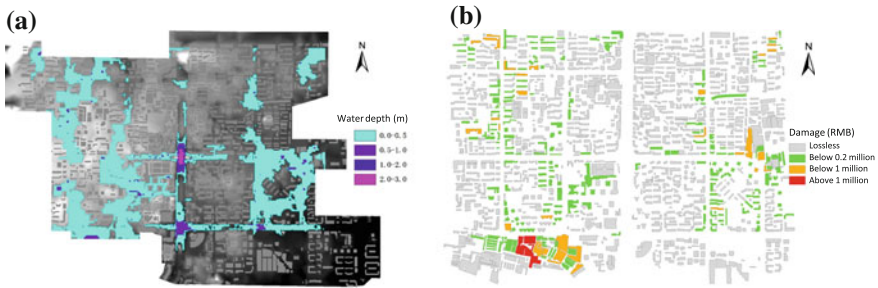 (a)
N
Water depth (m)
0.0-0.5
0.5-1.0
1.0-2.0
2.0-3.0
(b)
N
Damage (RMB)
Lossless
Below 0.2 million
Below 1 million
Above 1 million